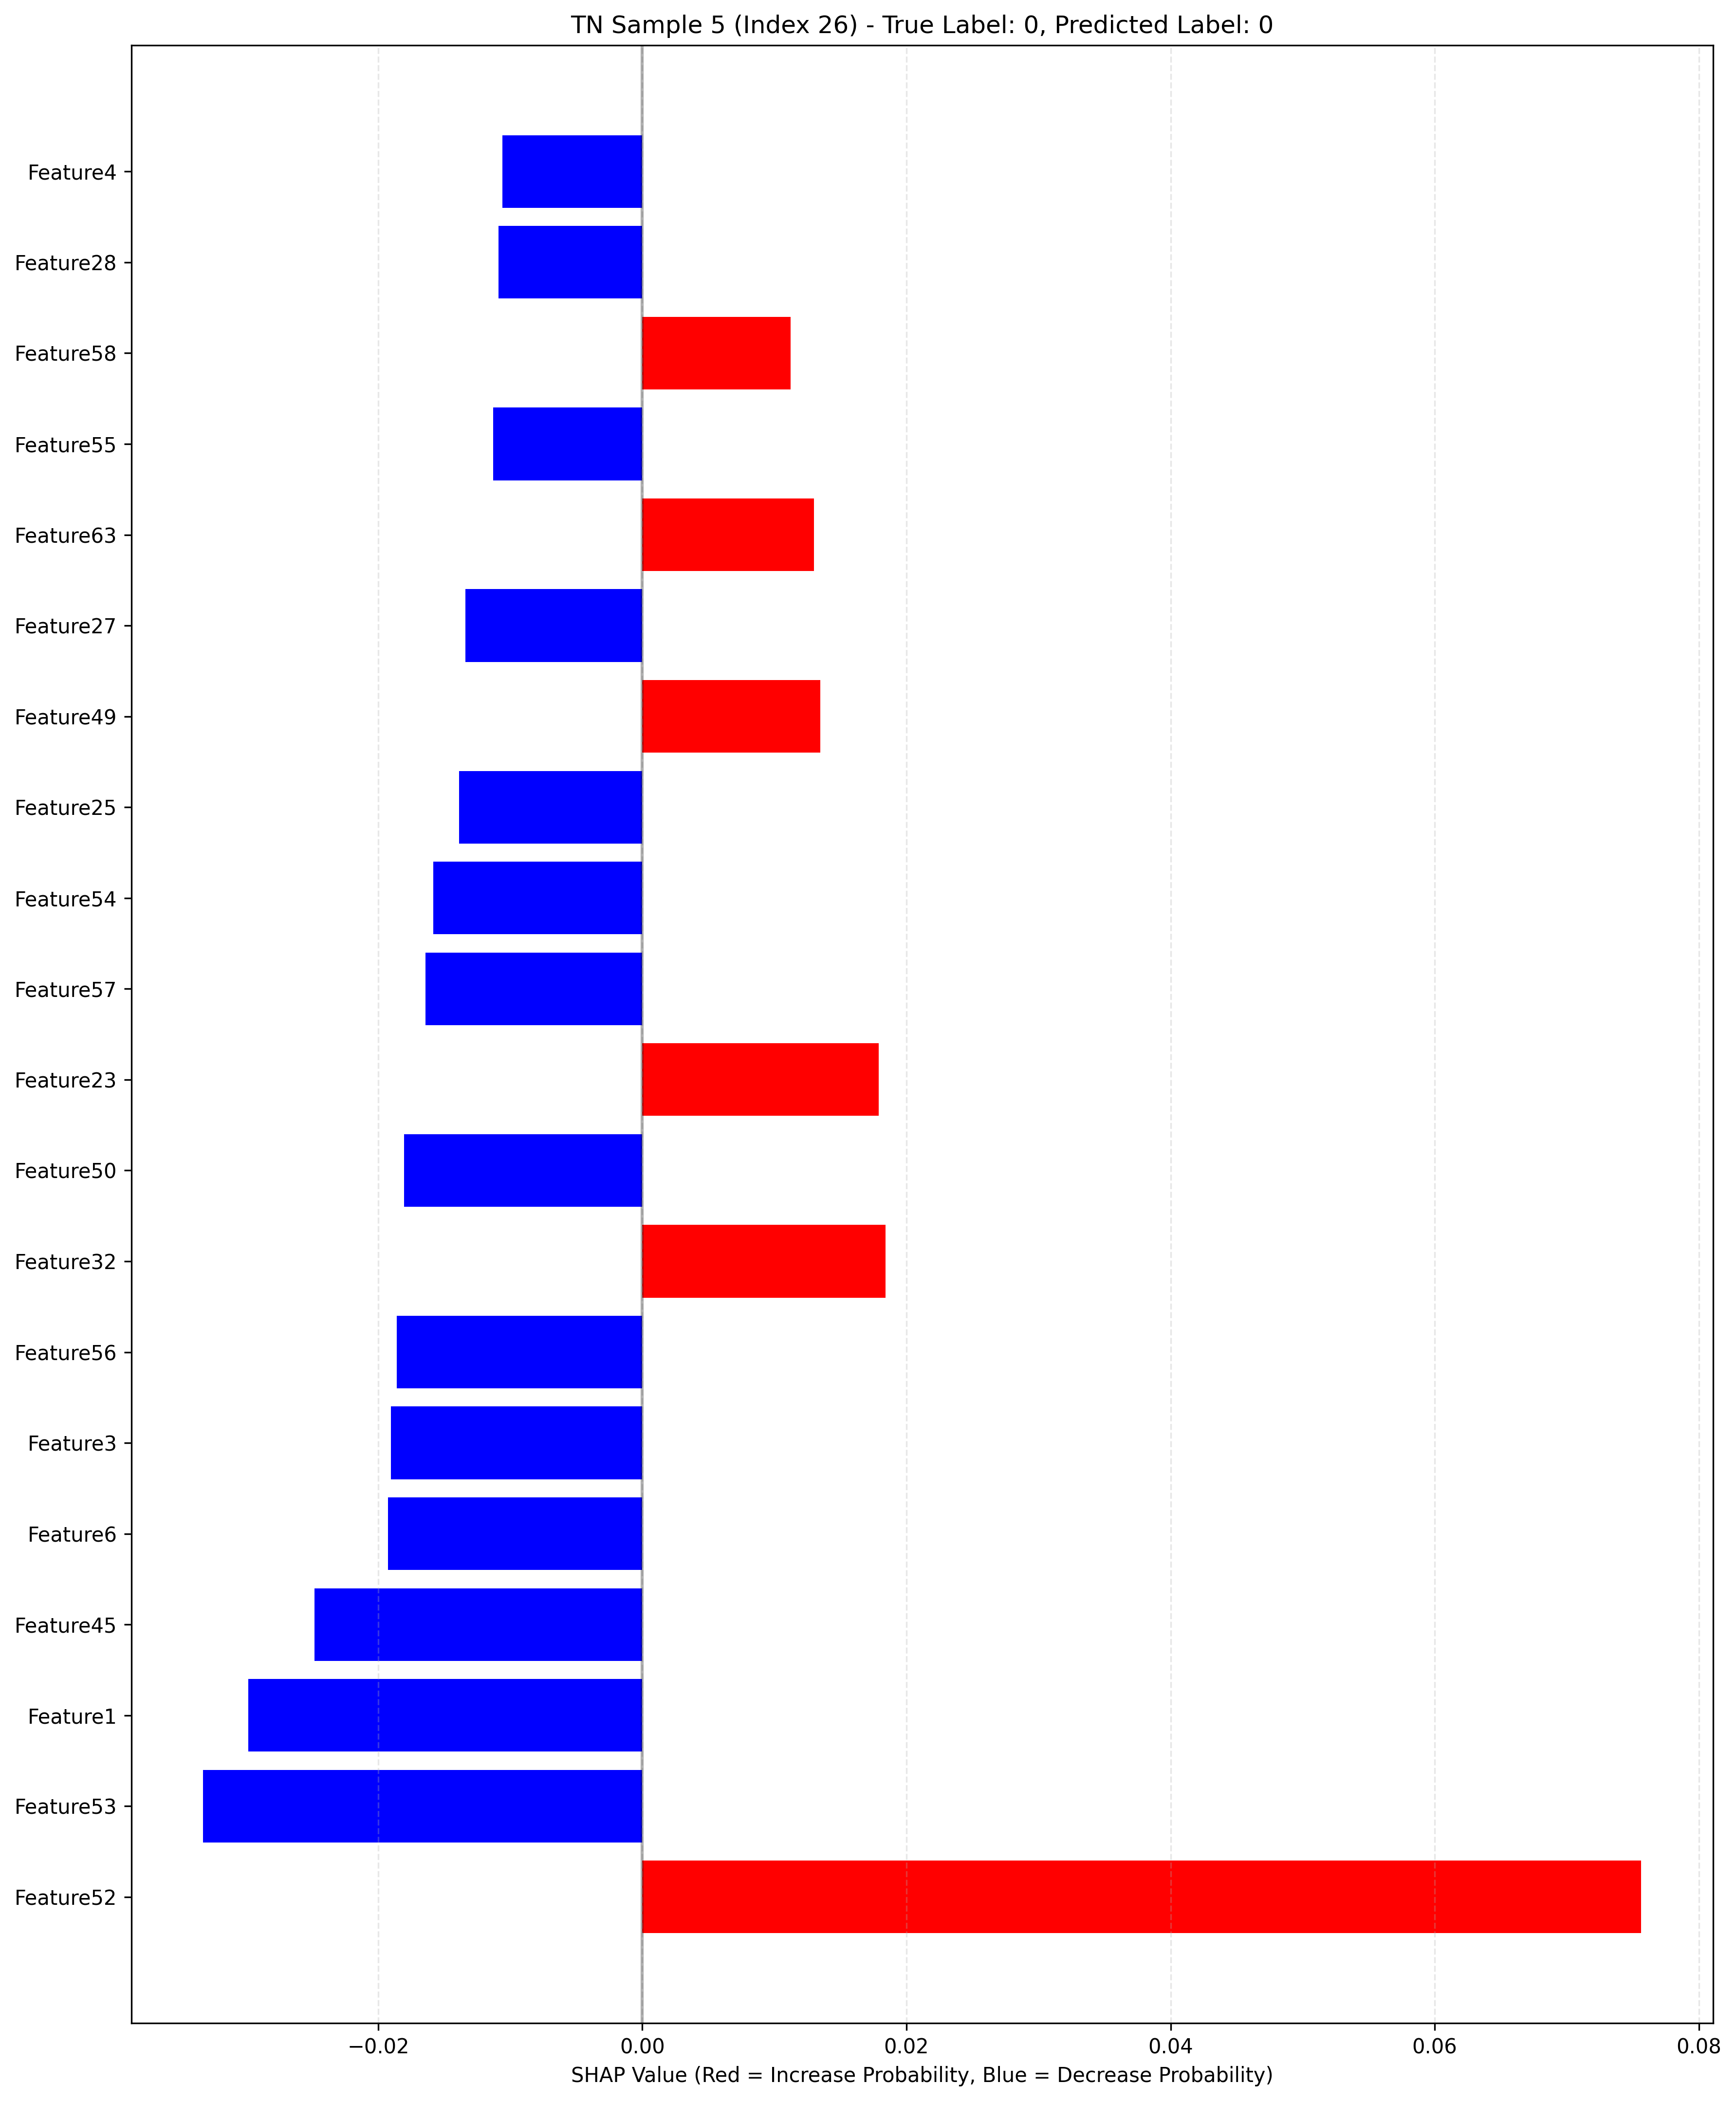 TN Sample 5 (Index 26) - True Label: 0, Predicted Label: 0
Feature4
Feature28
Feature58
Feature55
Feature63
Feature27
Feature49
Feature25
Feature54
Feature57
Feature23
Feature50
Feature32
Feature56
Feature3
Feature6
Feature45
Feature1
Feature53
Feature52
−0.02 0.00 0.02 0.04 0.06 0.08
SHAP Value (Red = Increase Probability, Blue = Decrease Probability)